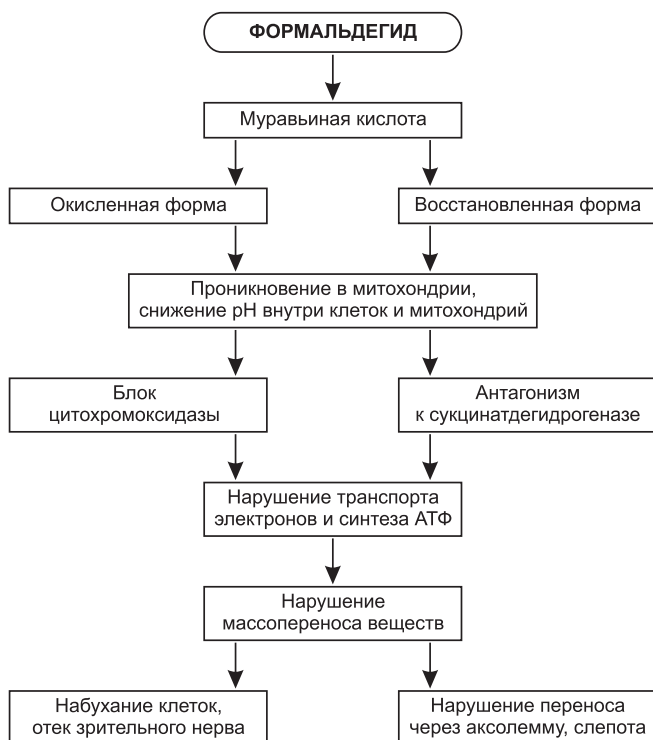 ФОРМАЛЬДЕГИД
Муравьиная кислота
Окисленная форма
Восстановленная форма
Проникновение в митохондрии,
снижение pH внутри клеток и митохондрий
Блок
цитохромоксидазы
Антагонизм
к сукцинатдегидрогеназе
Нарушение транспорта
электронов и синтеза АТФ
Нарушение
массопереноса веществ
Набухание клеток,
отек зрительного нерва
Нарушение переноса
через аксолемму, слепота